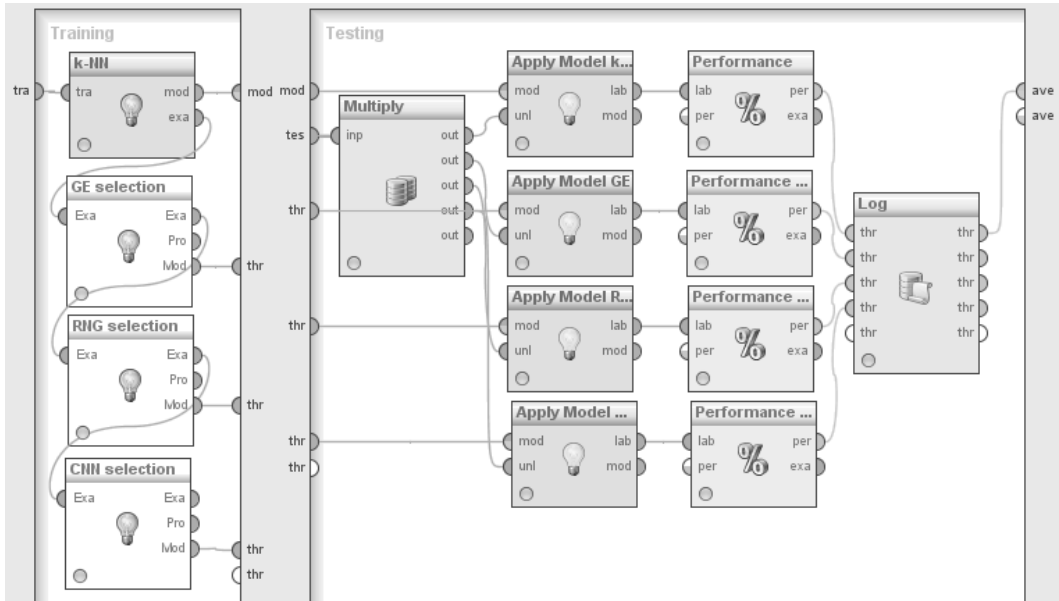 Training
Testing
tra
k-NN
tra
mod
exa
mod
GE selection
Exa
Exa
Pro
Mod
thr
RNG selection
Exa
Exa
Pro
Mod
thr
CNN selection
Exa
Exa
Pro
Mod
thr
thr
mod
tes
thr
thr
thr
thr
Multiply
inp
out
out
out
out
out
Apply Model k...
mod
lab
unl
mod
Performance
lab
per
per
exa
Apply Model GE
mod
lab
unl
mod
Performance ...
lab
per
per
exa
Apply Model R...
mod
lab
unl
mod
Performance ...
lab
per
per
exa
Apply Model ...
mod
lab
unl
mod
Performance ...
lab
per
per
exa
Log
thr
thr
thr
thr
thr
thr
thr
thr
thr
thr
ave
ave